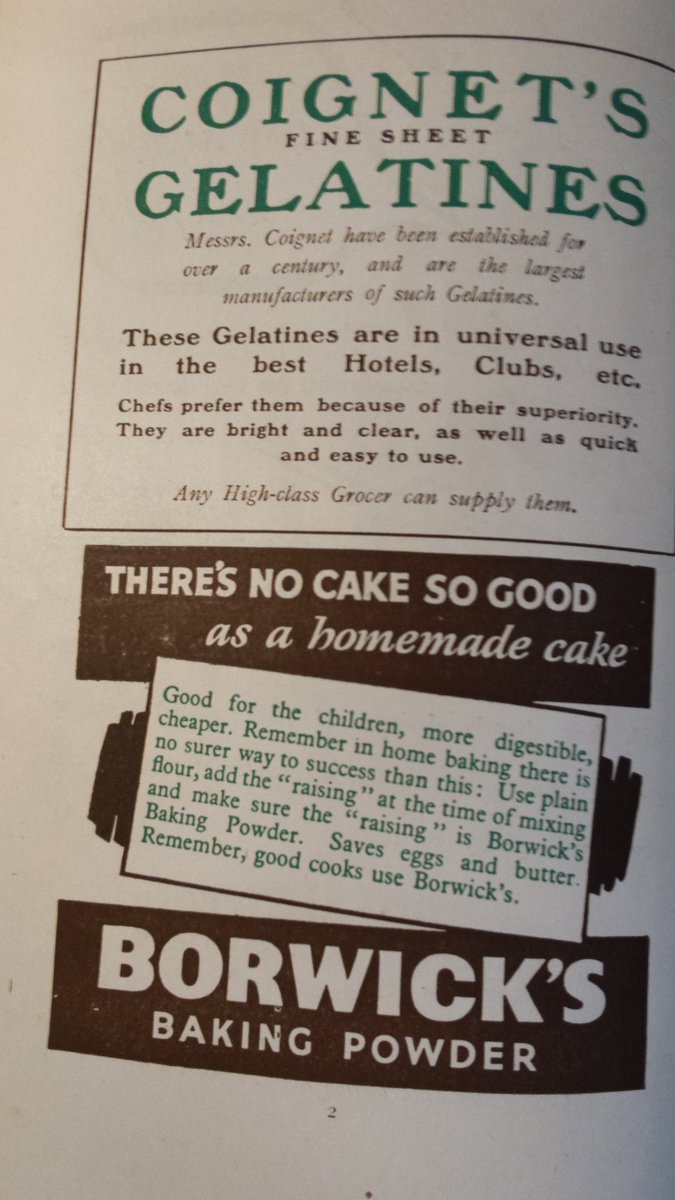 COIGNET'S
FINE SHEET
GELATINES
Messrs. Coignet have been established for
over a century, and are the largest
manufacturers of such Gelatines.
These Gelatines are in universal use
in the best Hotels, Clubs, etc.
Chefs prefer them because of their superiority.
They are bright and clear, as well as quick
and easy to use.
Any High-class Grocer can supply them.
THERE'S NO CAKE SO GOOD
as a homemade cake
Good for the children, more digestible,
cheaper. Remember in home baking there is
no surer way to success than this: Use plain
flour, add the "raising" at the time of mixing
and make sure the "raising" is Borwick's
Baking Powder. Saves eggs and butter.
Remember, good cooks use Borwick's.
BORWICK'S
BAKING POWDER
2